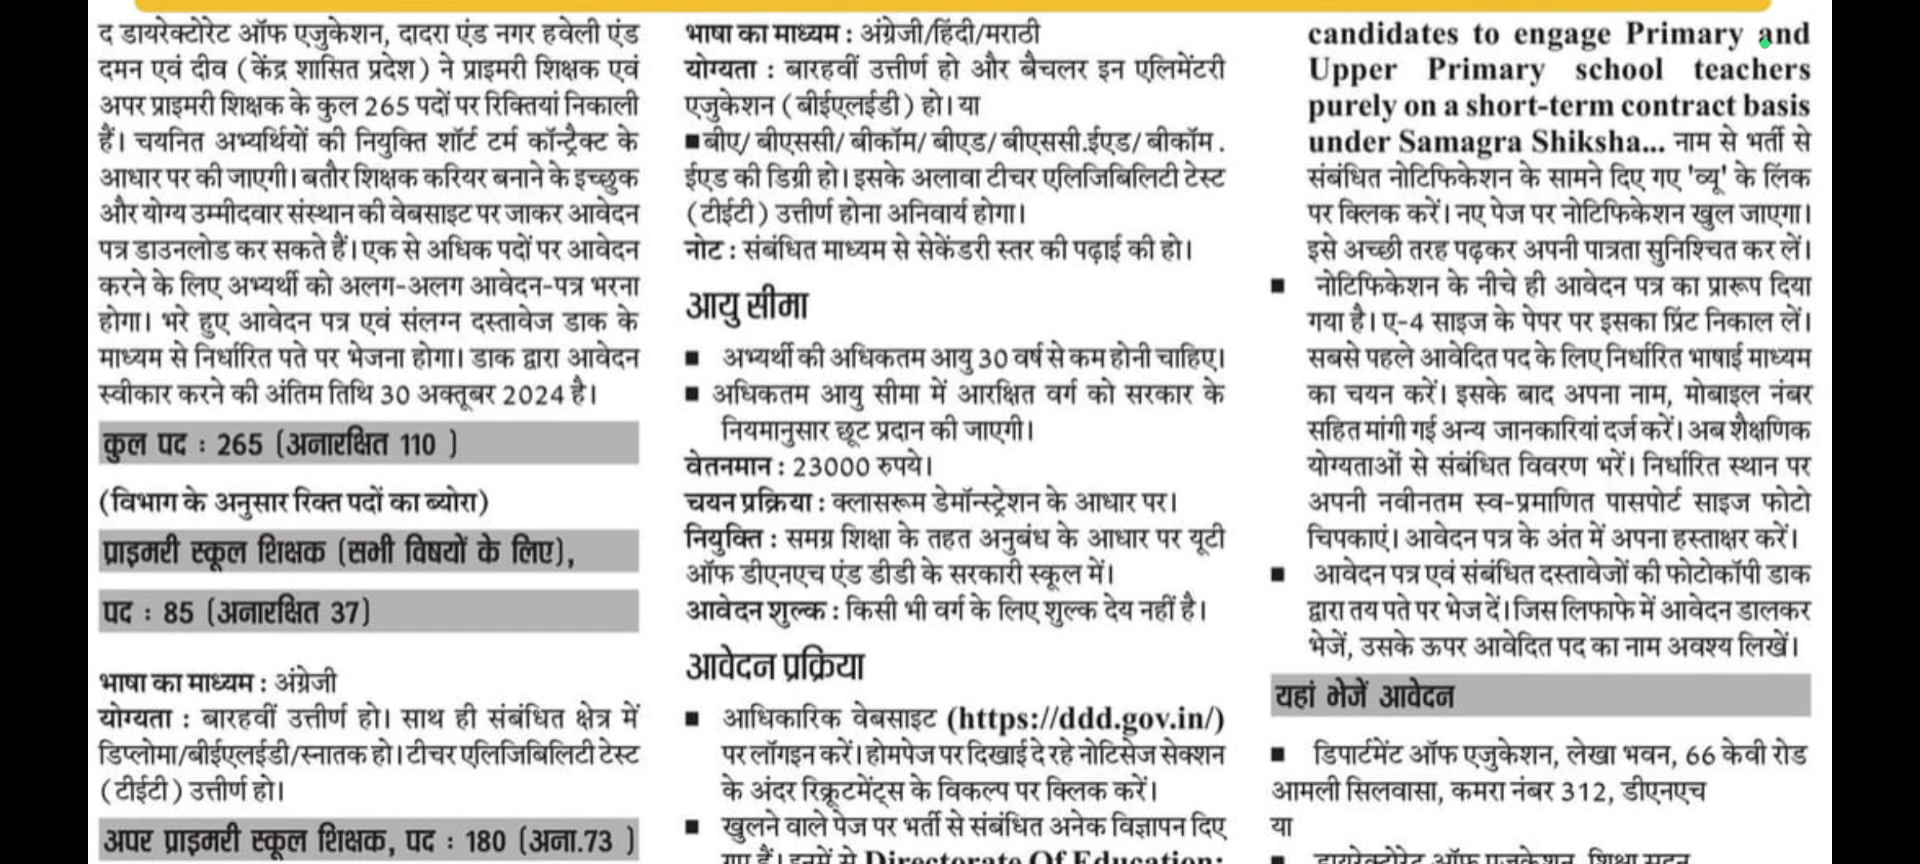 द डायरेक्टोरेट ऑफ एजुकेशन, दादरा एंड नगर हवेली एंड
दमन एवं दीव (केंद्र शासित प्रदेश) ने प्राइमरी शिक्षक एवं
अपर प्राइमरी शिक्षक के कुल 265 पदों पर रिक्तियां निकाली
हैं। चयनित अभ्यर्थियों की नियुक्ति शॉर्ट टर्म कॉन्ट्रैक्ट के
आधार पर की जाएगी। बतौर शिक्षक करियर बनाने के इच्छुक
और योग्य उम्मीदवार संस्थान की वेबसाइट पर जाकर आवेदन
पत्र डाउनलोड कर सकते हैं। एक से अधिक पदों पर आवेदन
करने के लिए अभ्यर्थी को अलग-अलग आवेदन-पत्र भरना
होगा। भरे हुए आवेदन पत्र एवं संलग्न दस्तावेज डाक के
माध्यम से निर्धारित पते पर भेजना होगा। डाक द्वारा आवेदन
स्वीकार करने की अंतिम तिथि 30 अक्तूबर 2024 है।
कुल पद : 265 (अनारक्षित 110 )
(विभाग के अनुसार रिक्त पदों का ब्योरा)
प्राइमरी स्कूल शिक्षक (सभी विषयों के लिए),
पद : 85 (अनारक्षित 37)
भाषा का माध्यम : अंग्रेजी
योग्यता : बारहवीं उत्तीर्ण हो। साथ ही संबंधित क्षेत्र में
डिप्लोमा/बीईएलईडी/स्नातक हो। टीचर एलिजिबिलिटी टेस्ट
(टीईटी) उत्तीर्ण हो।
अपर प्राइमरी स्कूल शिक्षक, पद : 180 (अना.73 )
भाषा का माध्यम : अंग्रेजी/हिंदी/मराठी
योग्यता : बारहवीं उत्तीर्ण हो और बैचलर इन एलिमेंटरी
एजुकेशन (बीईएलईडी) हो। या
■ बीए/ बीएससी/ बीकॉम/ बीएड/ बीएससी.ईएड/ बीकॉम .
ईएड की डिग्री हो। इसके अलावा टीचर एलिजिबिलिटी टेस्ट
(टीईटी) उत्तीर्ण होना अनिवार्य होगा।
नोट : संबंधित माध्यम से सेकेंडरी स्तर की पढ़ाई की हो।
आयु सीमा
■ अभ्यर्थी की अधिकतम आयु 30 वर्ष से कम होनी चाहिए।
■ अधिकतम आयु सीमा में आरक्षित वर्ग को सरकार के
नियमानुसार छूट प्रदान की जाएगी।
वेतनमान : 23000 रुपये।
चयन प्रक्रिया : क्लासरूम डेमॉन्स्ट्रेशन के आधार पर।
नियुक्ति : समग्र शिक्षा के तहत अनुबंध के आधार पर यूटी
ऑफ डीएनएच एंड डीडी के सरकारी स्कूल में।
आवेदन शुल्क : किसी भी वर्ग के लिए शुल्क देय नहीं है।
आवेदन प्रक्रिया
■ आधिकारिक वेबसाइट (https://ddd.gov.in/)
पर लॉगइन करें। होमपेज पर दिखाई दे रहे नोटिसेज सेक्शन
के अंदर रिक्रूटमेंट्स के विकल्प पर क्लिक करें।
■ खुलने वाले पेज पर भर्ती से संबंधित अनेक विज्ञापन दिए
गए हैं। इनमें से Directorate Of Education:
candidates to engage Primary and
Upper Primary school teachers
purely on a short-term contract basis
under Samagra Shiksha... नाम से भर्ती से
संबंधित नोटिफिकेशन के सामने दिए गए 'व्यू' के लिंक
पर क्लिक करें। नए पेज पर नोटिफिकेशन खुल जाएगा।
इसे अच्छी तरह पढ़कर अपनी पात्रता सुनिश्चित कर लें।
■ नोटिफिकेशन के नीचे ही आवेदन पत्र का प्रारूप दिया
गया है। ए-4 साइज के पेपर पर इसका प्रिंट निकाल लें।
सबसे पहले आवेदित पद के लिए निर्धारित भाषाई माध्यम
का चयन करें। इसके बाद अपना नाम, मोबाइल नंबर
सहित मांगी गई अन्य जानकारियां दर्ज करें। अब शैक्षणिक
योग्यताओं से संबंधित विवरण भरें। निर्धारित स्थान पर
अपनी नवीनतम स्व-प्रमाणित पासपोर्ट साइज फोटो
चिपकाएं। आवेदन पत्र के अंत में अपना हस्ताक्षर करें।
■ आवेदन पत्र एवं संबंधित दस्तावेजों की फोटोकॉपी डाक
द्वारा तय पते पर भेज दें। जिस लिफाफे में आवेदन डालकर
भेजें, उसके ऊपर आवेदित पद का नाम अवश्य लिखें।
यहां भेजें आवेदन
■ डिपार्टमेंट ऑफ एजुकेशन, लेखा भवन, 66 केवी रोड
आमली सिलवासा, कमरा नंबर 312, डीएनएच
या
■ डायरेक्टोरेट ऑफ एजुकेशन, शिक्षा सदन